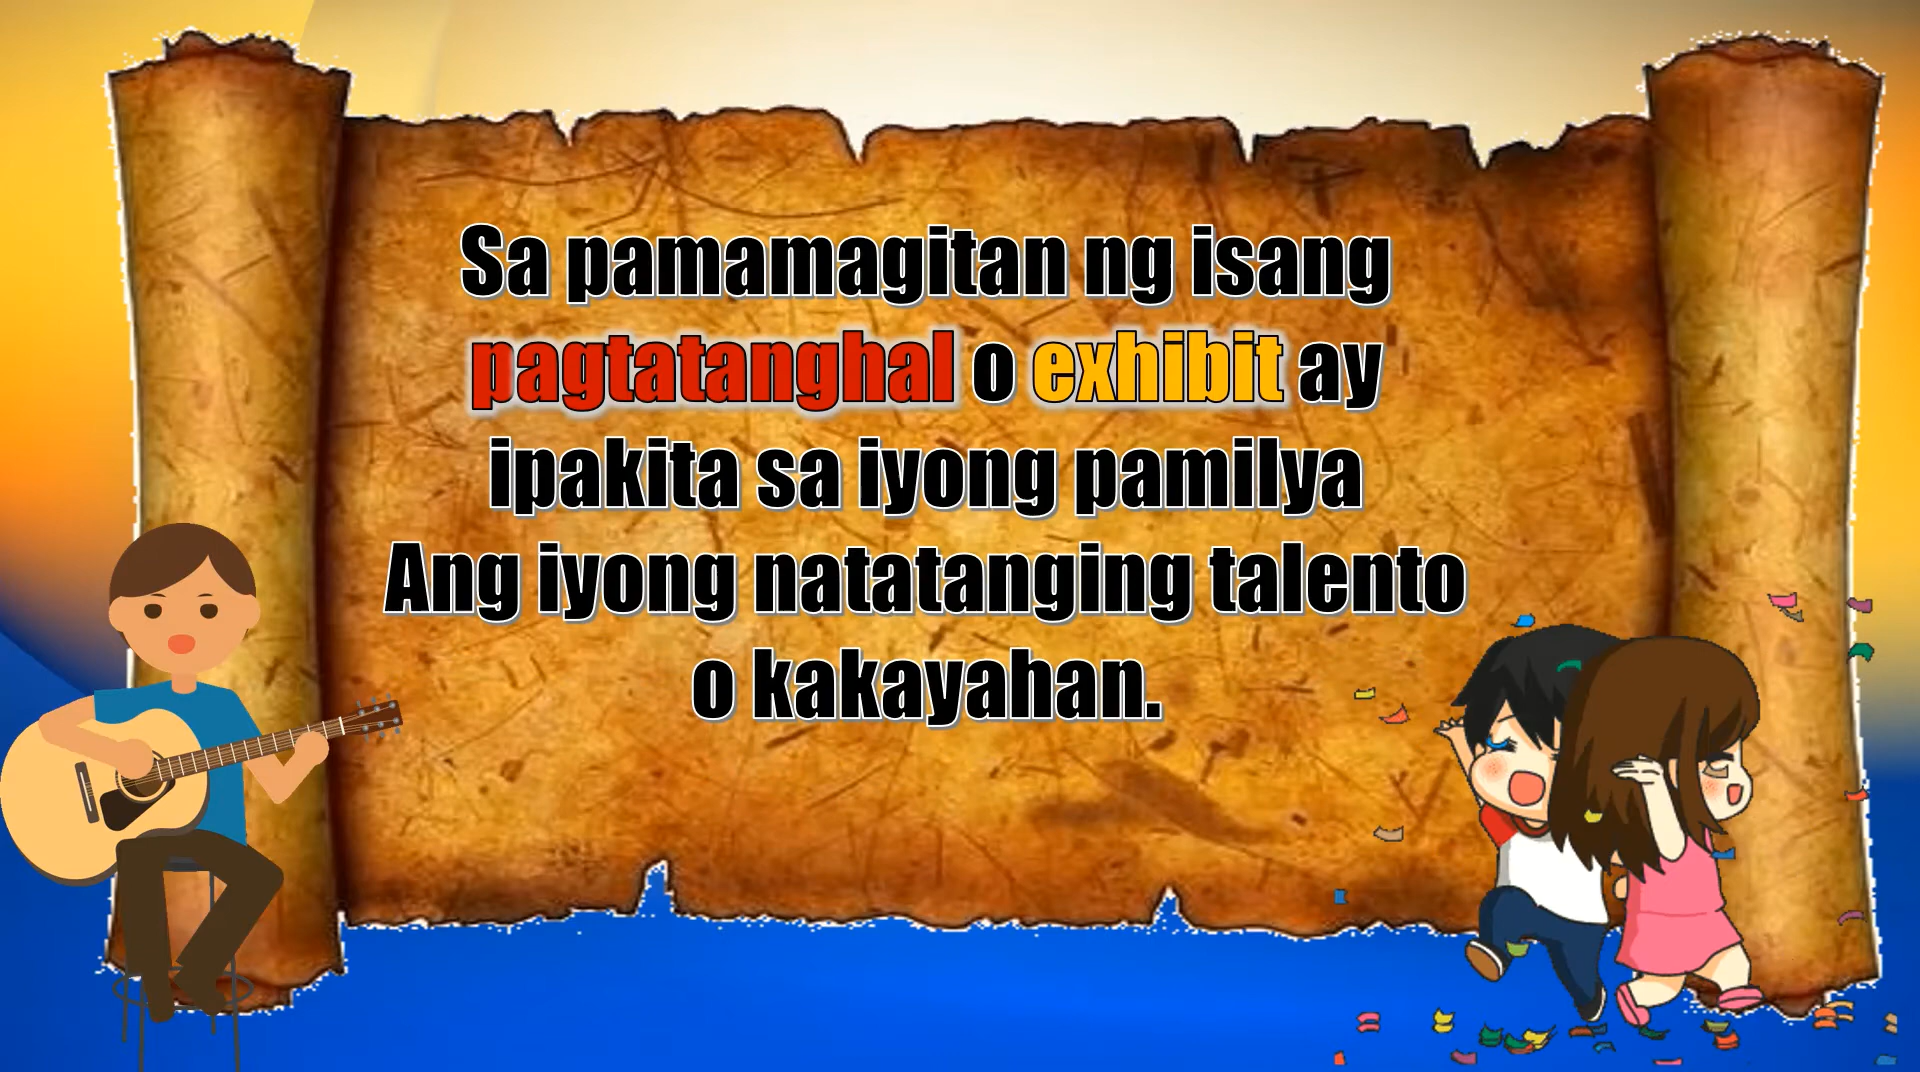 Sa pamamagitan ng isang
pagtatanghal o exhibit ay
ipakita sa iyong pamilya
Ang iyong natatanging talento
o kakayahan.